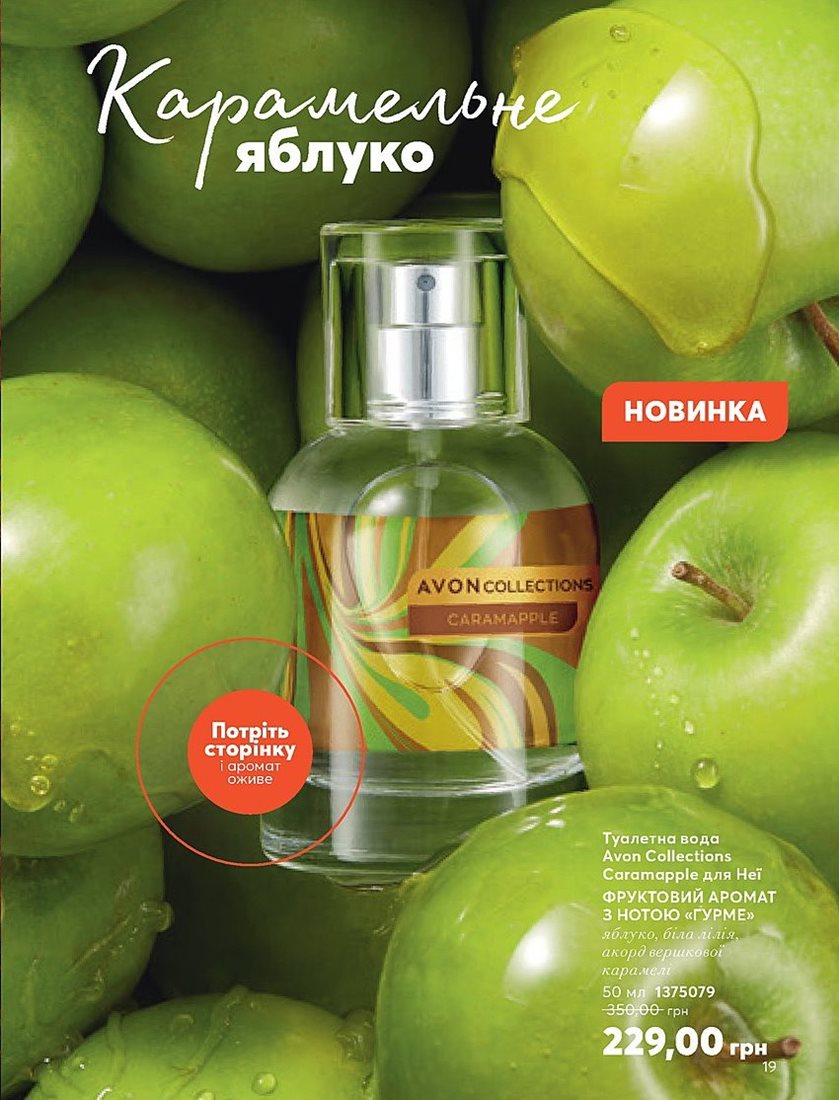 Карамельне
яблуко
НОВИНКА
AVON COLLECTIONS
CARAMAPPLE
Потріть
сторінку
і аромат
оживе
Туалетна вода
Avon Collections
Caramapple для Неї
ФРУКТОВИЙ АРОМАТ
З НОТОЮ «ГУРМЕ»
яблуко, біла лілія,
акорд вершкової
карамелі
50 мл 1375079
350,00 грн
229,00 грн
19